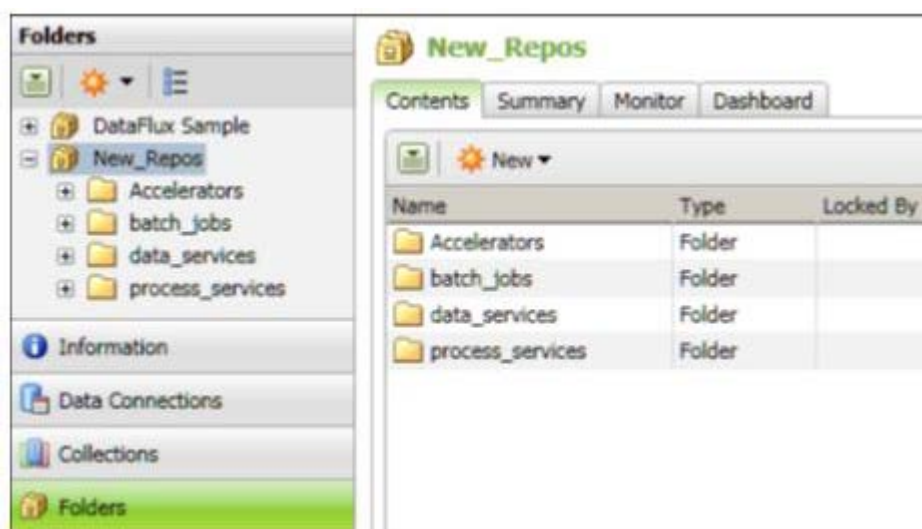 Folders
DataFlux Sample
New_Repos
Accelerators
batch_jobs
data_services
process_services
Information
Data Connections
Collections
Folders
New_Repos
Contents Summary Monitor Dashboard
New
Name Type Locked By
Accelerators Folder
batch_jobs Folder
data_services Folder
process_services Folder